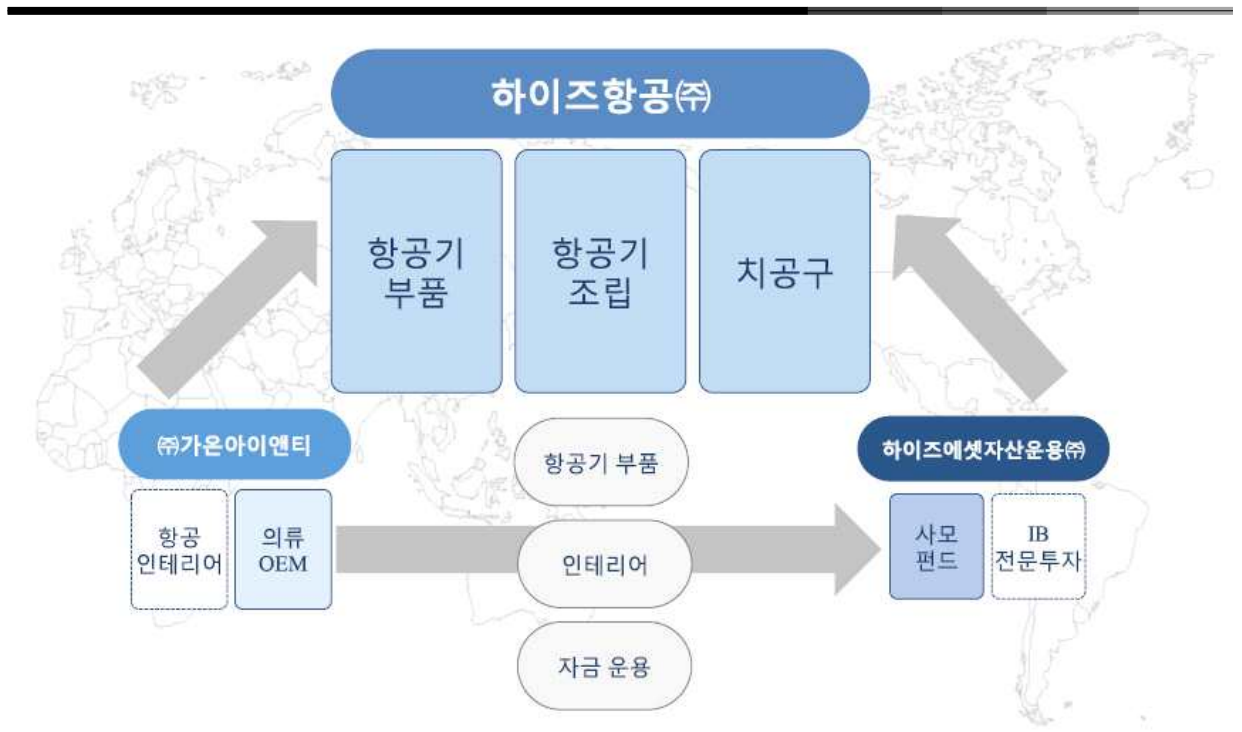 하이즈항공㈜
항공기
부품
항공기
조립
치공구
㈜가온아이앤티
항공
인테리어
의류
OEM
항공기 부품
인테리어
자금 운용
하이즈에셋자산운용㈜
사모
펀드
IB
전문투자